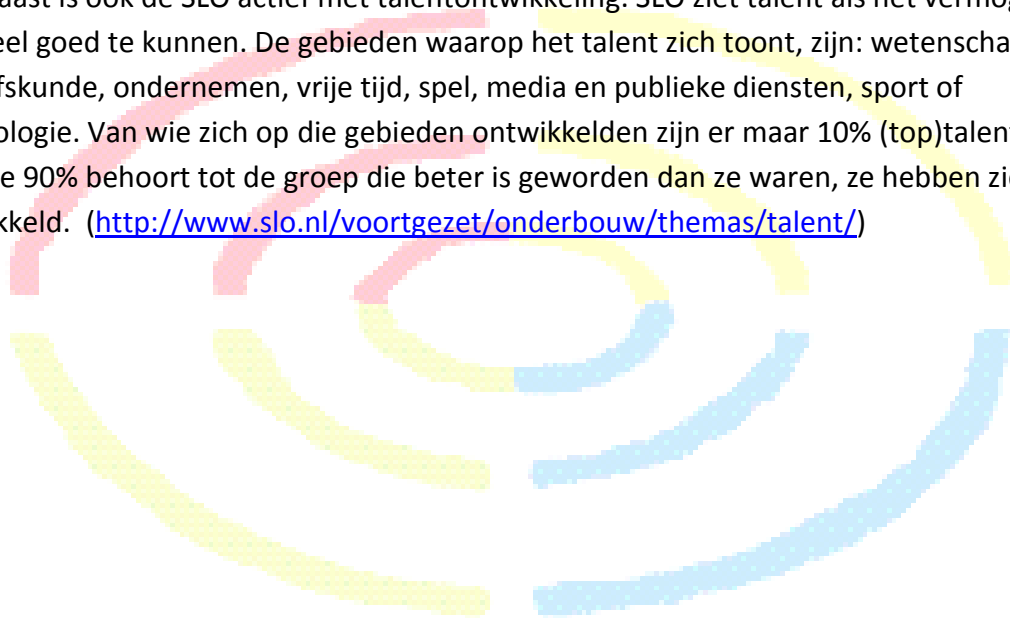 aast is ook de SLO actief met talentontwikkeling. SLO ziet talent als het vermog
eel goed te kunnen. De gebieden waarop het talent zich toont, zijn: wetenscha
fskunde, ondernemen, vrije tijd, spel, media en publieke diensten, sport of
ologie. Van wie zich op die gebieden ontwikkelden zijn er maar 10% (top)talent
e 90% behoort tot de groep die beter is geworden dan ze waren, ze hebben zic
kkeld. (http://www.slo.nl/voortgezet/onderbouw/themas/talent/)